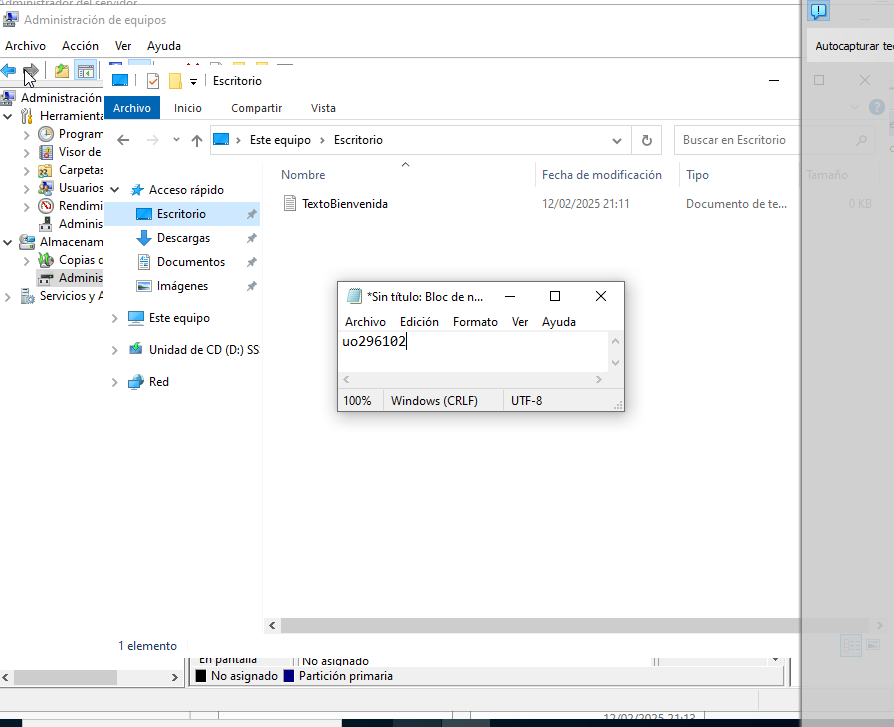 Administrador del servidor
Administración de equipos
Archivo Acción Ver Ayuda
Autocapturar
Escritorio
Administración
Herramienta
Program
Visor de
Carpetas
Usuarios
Rendimi
Adminis
Almacenam
Copias d
Adminis
Servicios y A
Archivo Inicio Compartir Vista
Este equipo > Escritorio
Buscar en Escritorio
Nombre Fecha de modificación Tipo Tamaño
TextoBienvenida 12/02/2025 21:11 Documento de te... 0 KB
Acceso rápido
Escritorio
Descargas
Documentos
Imágenes
Este equipo
Unidad de CD (D:) SS
Red
*Sin título: Bloc de n...
Archivo Edición Formato Ver Ayuda
uo296102
100% Windows (CRLF) UTF-8
1 elemento
En pantalla No asignado
No asignado Partición primaria
12/02/2025 21:13